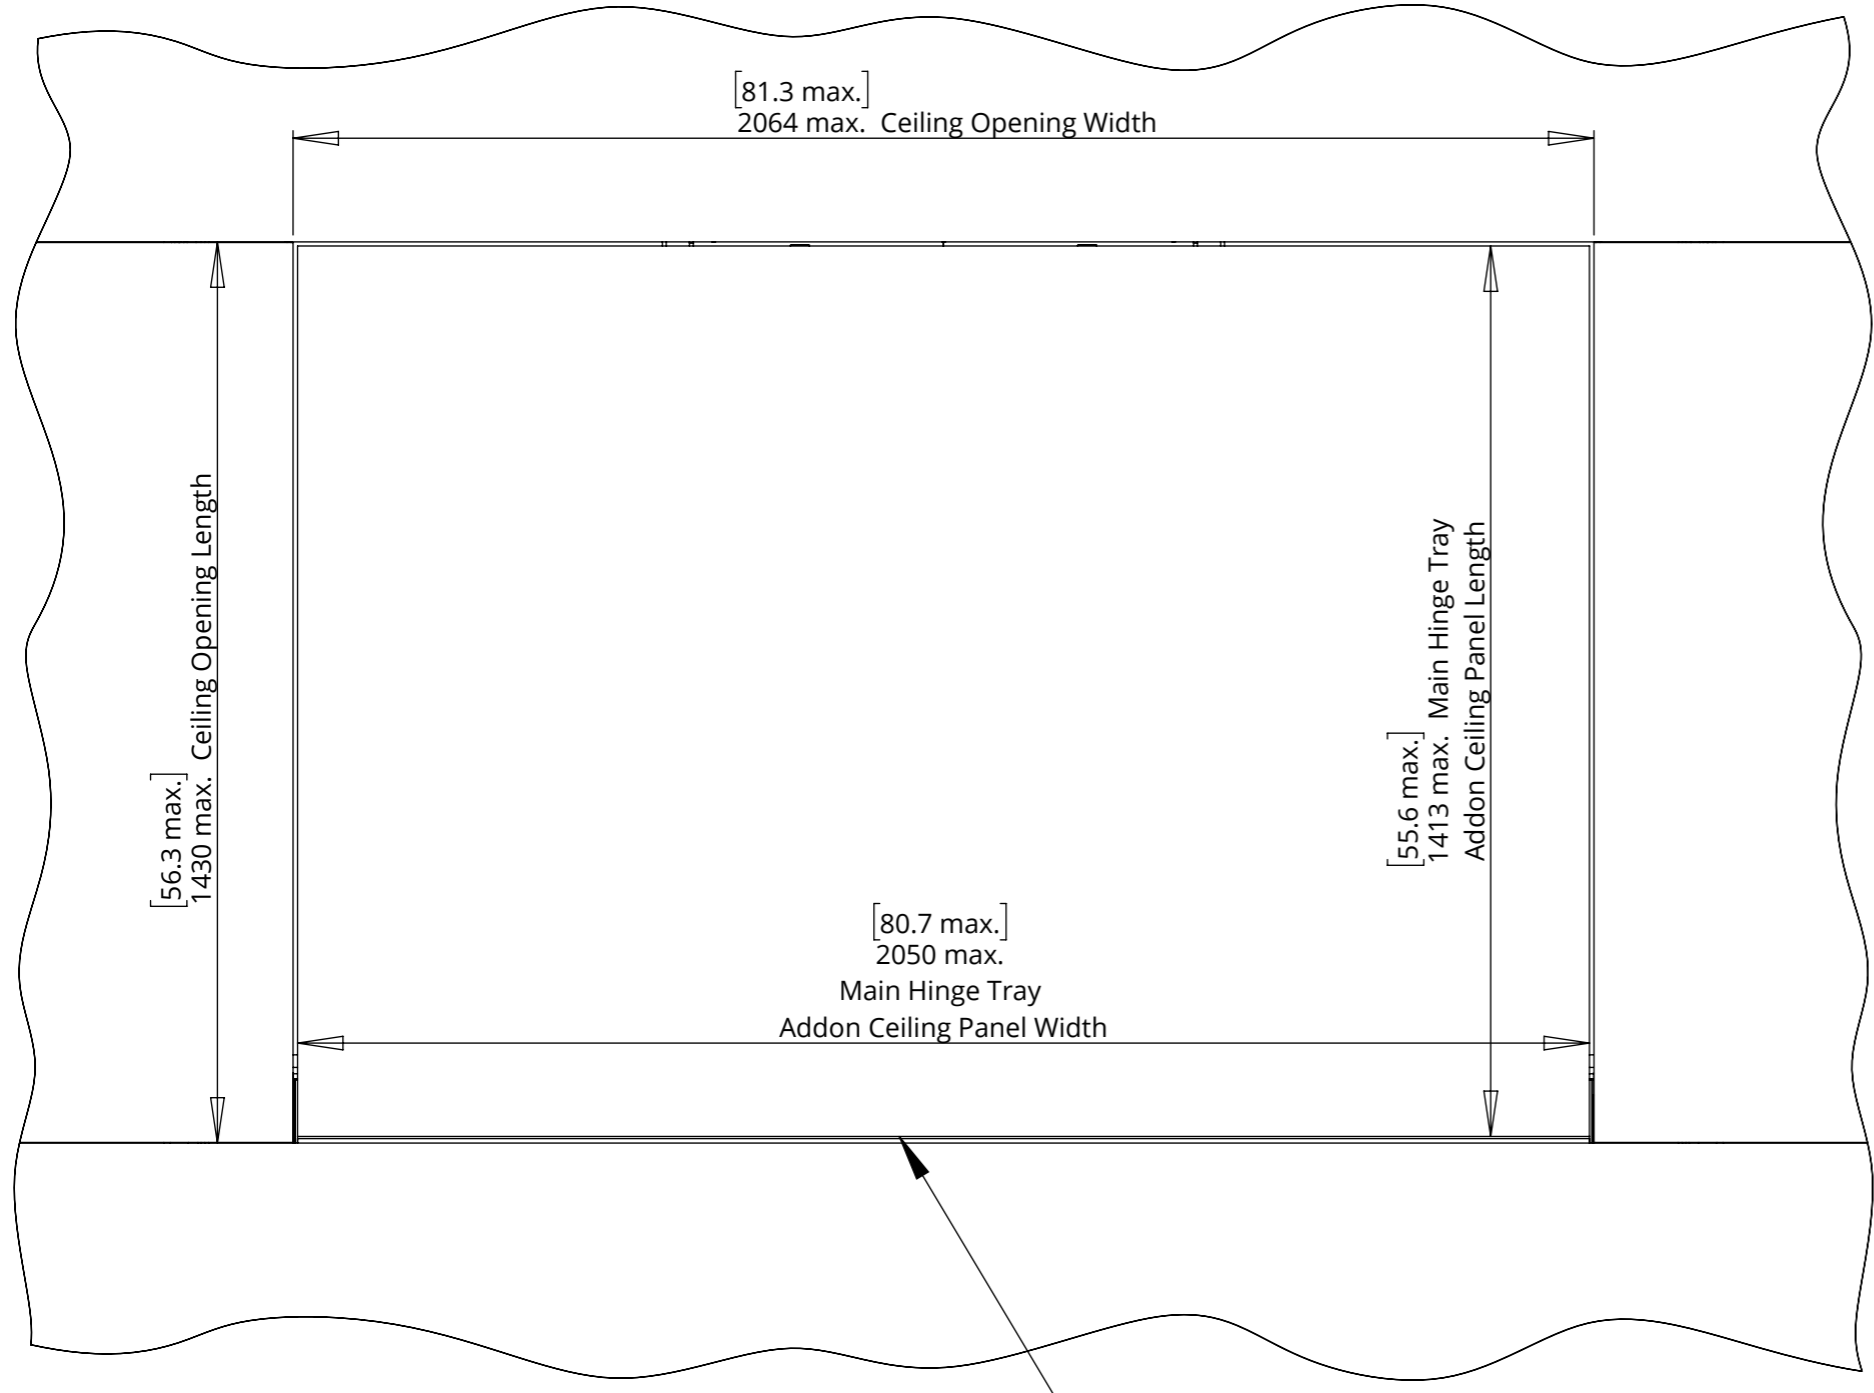 [81.3 max.]
2064 max. Ceiling Opening Width
[56.3 max.]
1430 max. Ceiling Opening Length
[55.6 max.]
1413 max. Main Hinge Tray
Addon Ceiling Panel Length
[80.7 max.]
2050 max.
Main Hinge Tray
Addon Ceiling Panel Width